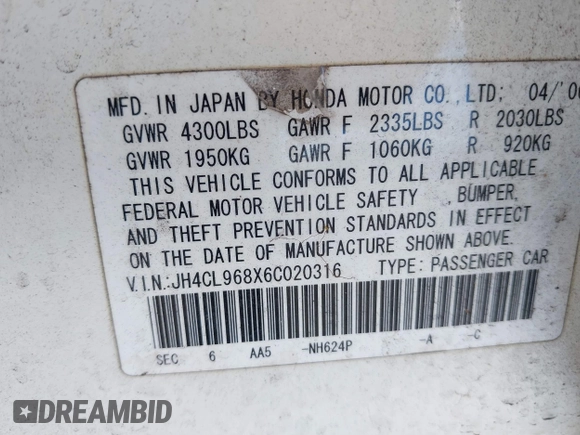 MFD. IN JAPAN BY HONDA MOTOR CO.,LTD; 04/'06
GVWR 4300LBS GAWR F 2335LBS R 2030LBS
GVWR 1950KG GAWR F 1060KG R 920KG
THIS VEHICLE CONFORMS TO ALL APPLICABLE
FEDERAL MOTOR VEHICLE SAFETY , BUMPER,
AND THEFT PREVENTION STANDARDS IN EFFECT
ON THE DATE OF MANUFACTURE SHOWN ABOVE.
V.I.N.:JH4CL968X6C020316 TYPE: PASSENGER CAR
SEC 6 AA5 -NH624P -A -C
DREAMBID